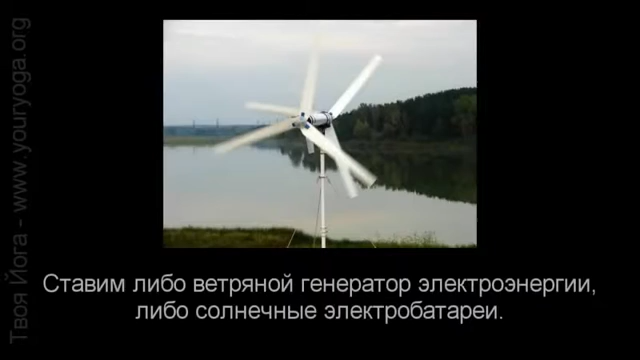 Твоя Йога - www.youryoga.org
Ставим либо ветряной генератор электроэнергии,
либо солнечные электробатареи.